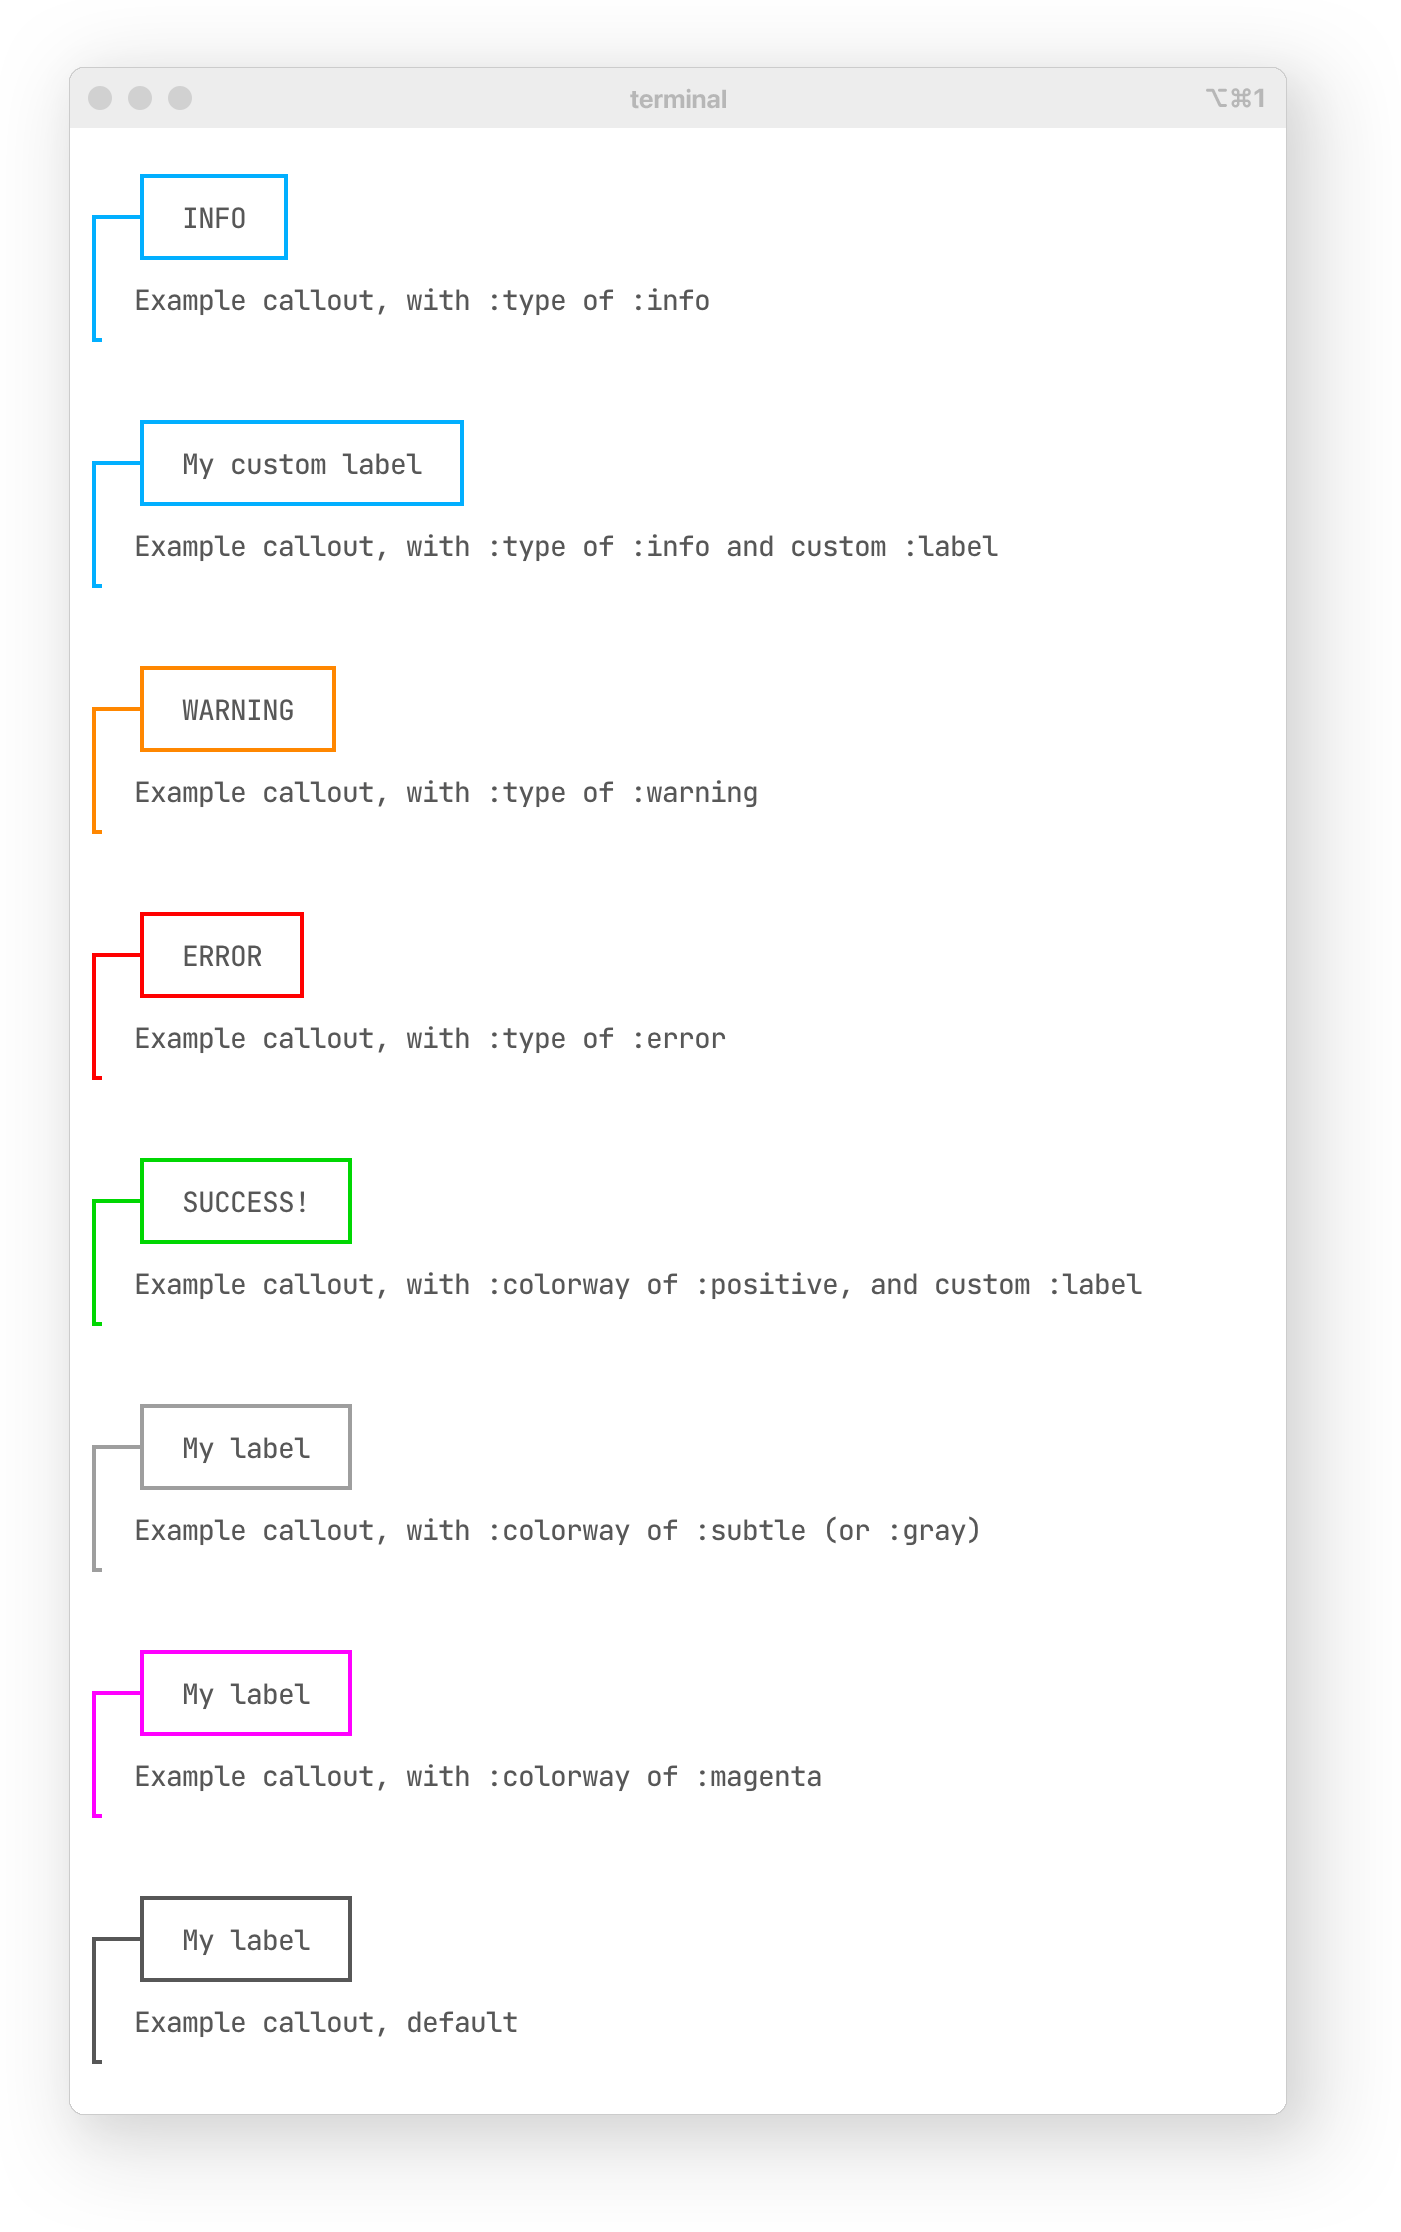 terminal
⌥⌘1
INFO
Example callout, with :type of :info
My custom label
Example callout, with :type of :info and custom :label
WARNING
Example callout, with :type of :warning
ERROR
Example callout, with :type of :error
SUCCESS!
Example callout, with :colorway of :positive, and custom :label
My label
Example callout, with :colorway of :subtle (or :gray)
My label
Example callout, with :colorway of :magenta
My label
Example callout, default